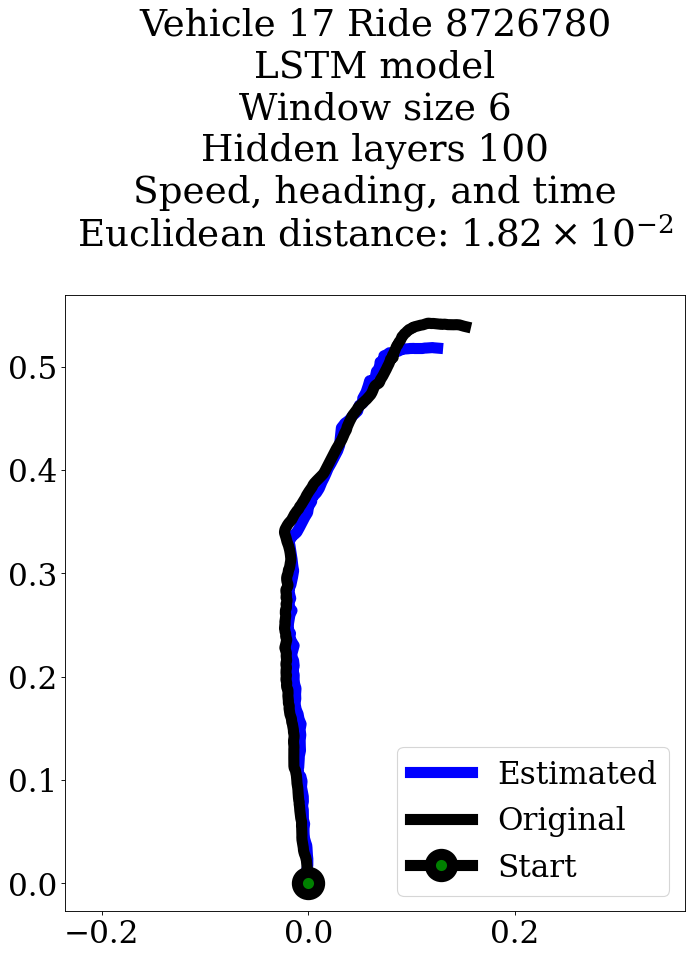 Vehicle 17 Ride 8726780
LSTM model
Window size 6
Hidden layers 100
Speed, heading, and time
Euclidean distance: 1.82 × 10⁻²
0.5
0.4
0.3
0.2
0.1
0.0
−0.2
0.0
0.2
Estimated
Original
Start